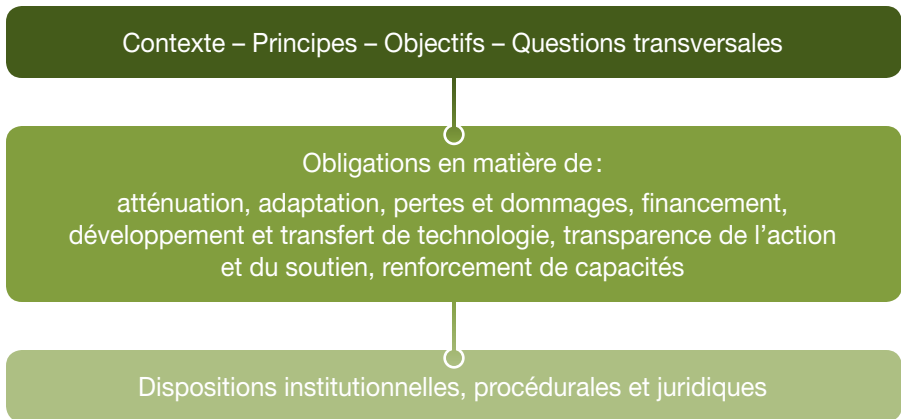 Contexte – Principes – Objectifs – Questions transversales
Obligations en matière de :
atténuation, adaptation, pertes et dommages, financement,
développement et transfert de technologie, transparence de l’action
et du soutien, renforcement de capacités
Dispositions institutionnelles, procédurales et juridiques